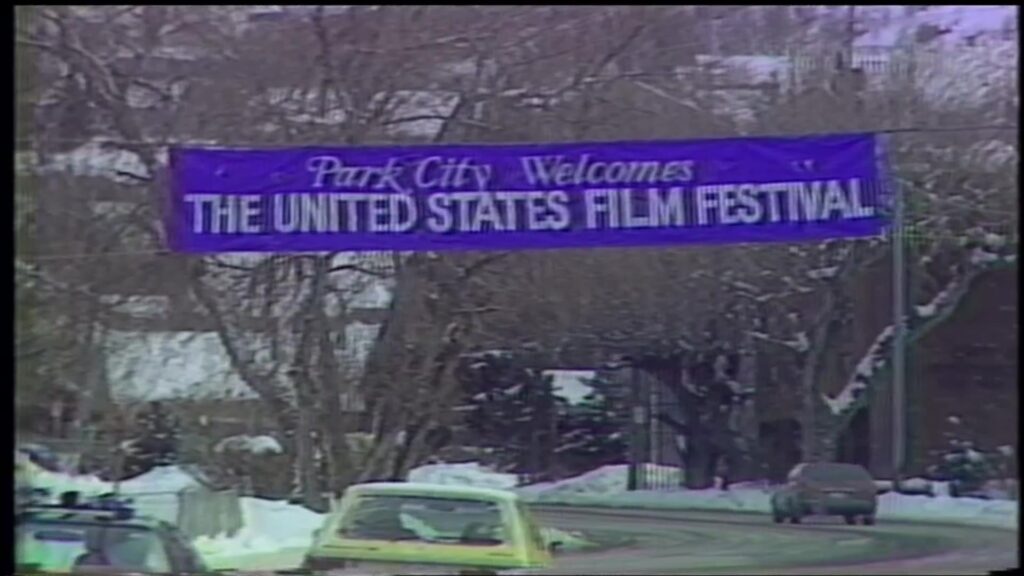 Park City Welcomes
THE UNITED STATES FILM FESTIVAL